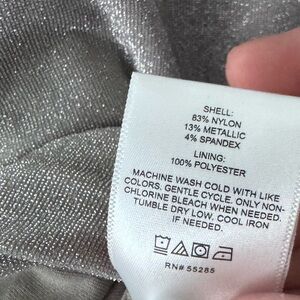 SHELL:
83% NYLON
13% METALLIC
4% SPANDEX
LINING:
100% POLYESTER
MACHINE WASH COLD WITH LIKE
COLORS. GENTLE CYCLE. ONLY NON-
CHLORINE BLEACH WHEN NEEDED.
TUMBLE DRY LOW. COOL IRON
IF NEEDED.
RN# 55285